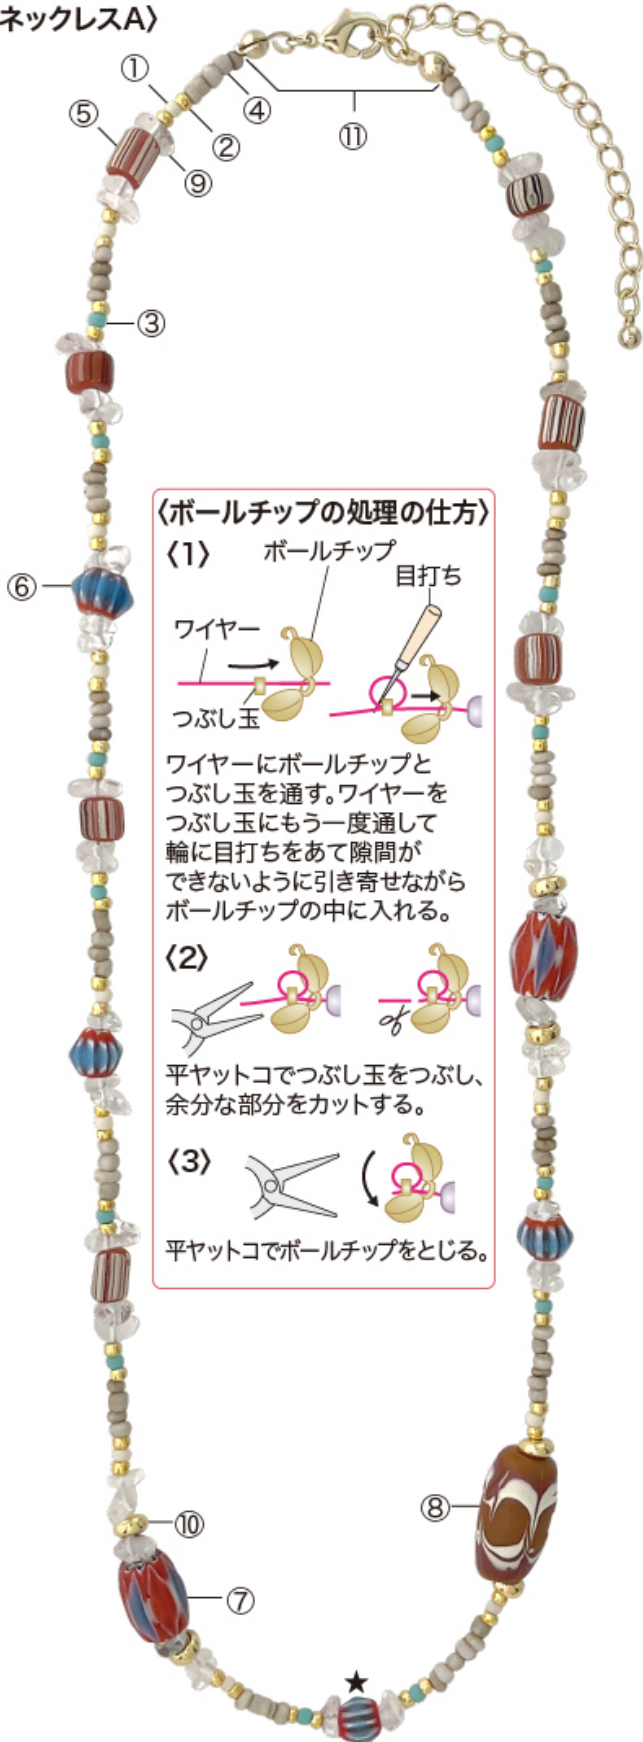 ネックレスA〉
①
②
④
⑤
⑨
⑪
③
⑥
〈ボールチップの処理の仕方〉
〈1〉
ボールチップ
目打ち
ワイヤー
つぶし玉
ワイヤーにボールチップと
つぶし玉を通す。ワイヤーを
つぶし玉にもう一度通して
輪に目打ちをあて隙間が
できないように引き寄せながら
ボールチップの中に入れる。
〈2〉
平ヤットコでつぶし玉をつぶし、
余分な部分をカットする。
〈3〉
平ヤットコでボールチップをとじる。
⑧
⑩
⑦
★